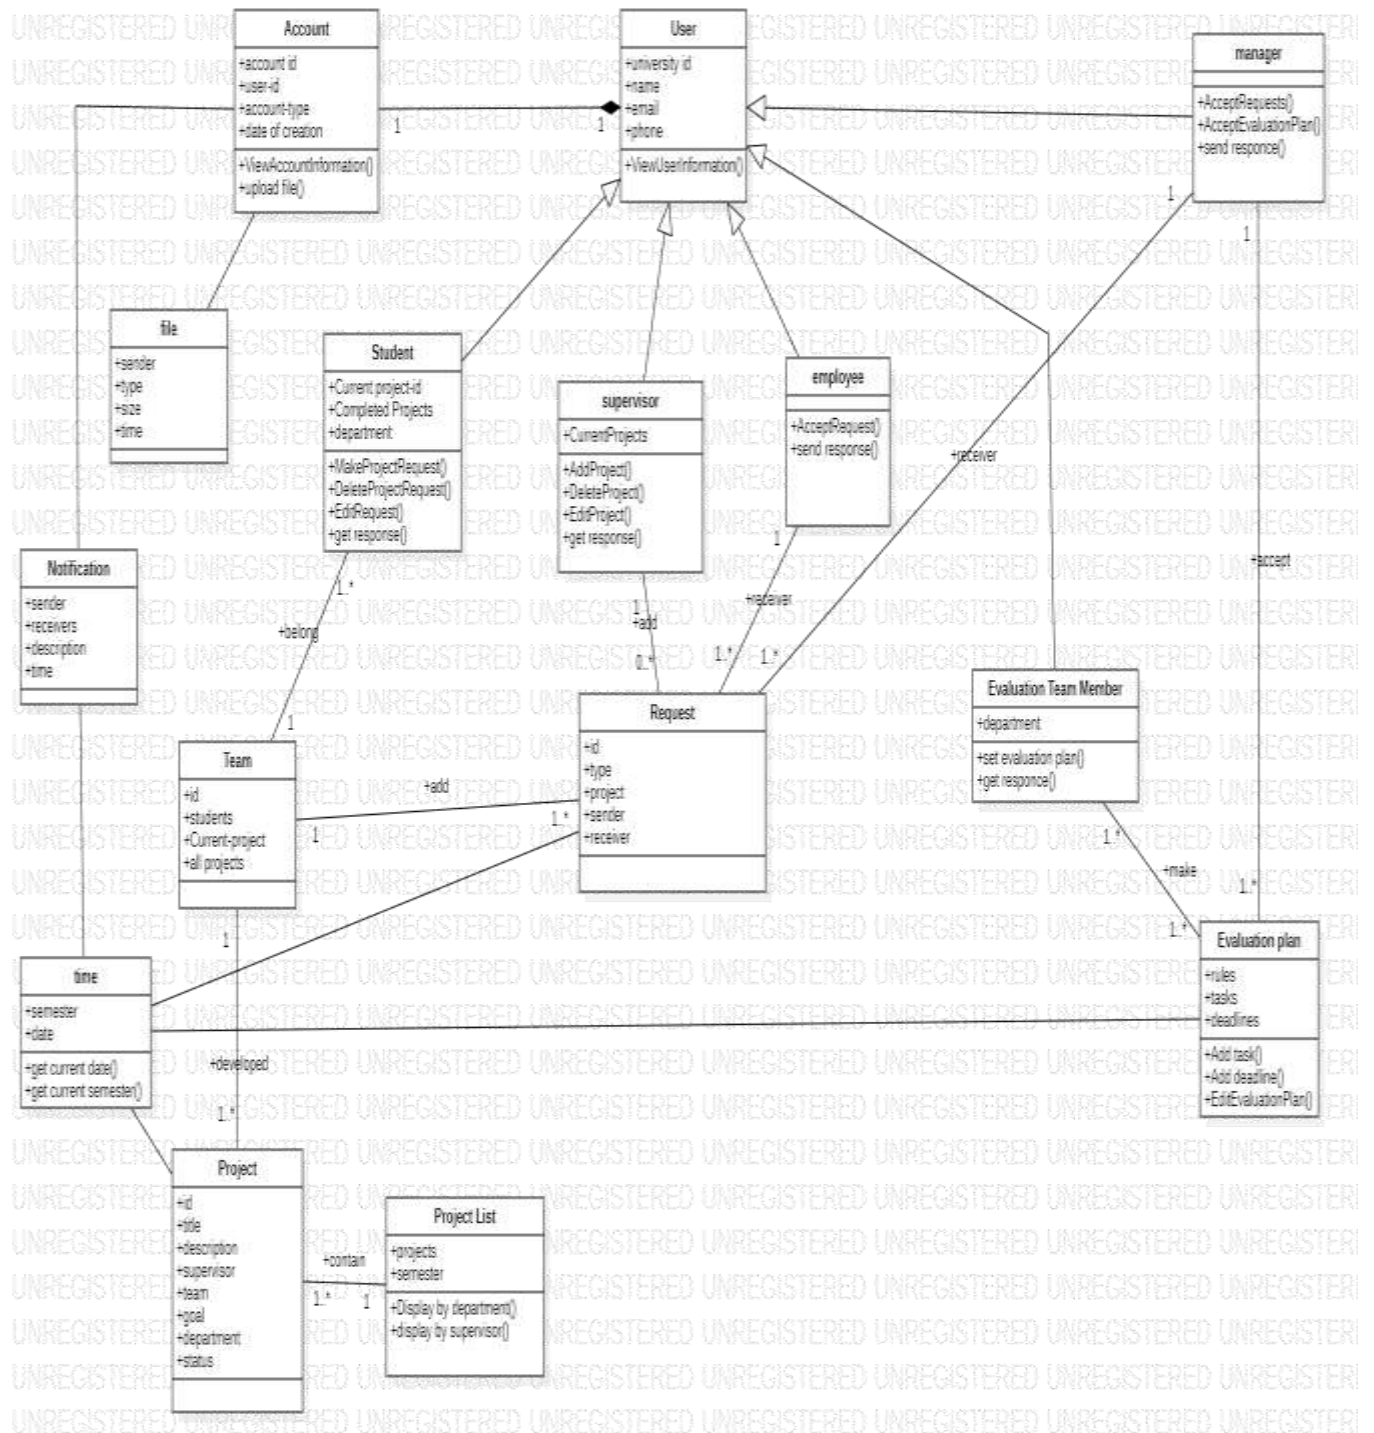 Account
+account id
+user-id
+account-type
+date of creation
+ViewAccountInformation()
+upload file()
User
+university id
+name
+email
+phone
+ViewUserInformation()
manager
+AcceptRequests()
+AcceptEvaluationPlan()
+send responce()
1
1
1
1
file
+sender
+type
+size
+time
Student
+Current project-id
+Completed Projects
+department
+MakeProjectRequest()
+DeleteProjectRequest()
+EditRequest()
+get response()
supervisor
+CurrentProjects
+AddProject()
+DeleteProject()
+EditProject()
+get response()
employee
+AcceptRequest()
+send response()
+receiver
+accept
Notification
+sender
+receivers
+description
+time
1..*
+belong
1
1
+add
0..*
1
+receiver
1..*
1..*
Evaluation Team Member
+department
+set evaluation plan()
+get responce()
Request
+id
+type
+project
+sender
+receiver
Team
+id
+students
+Current-project
+all projects
+add
1
1..*
1..*
+make
1..*
1..*
Evaluation plan
+rules
+tasks
+deadlines
+Add task()
+Add deadline()
+EditEvaluationPlan()
time
+semester
+date
+get current date()
+get current semester()
1
+developed
1..*
Project
+id
+title
+description
+supervisor
+team
+goal
+department
+status
+contain
1..*
1
Project List
+projects
+semester
+Display by department()
+display by supervisor()
UNREGISTERED UNREGISTERED UNREGISTERED UNREGISTERED